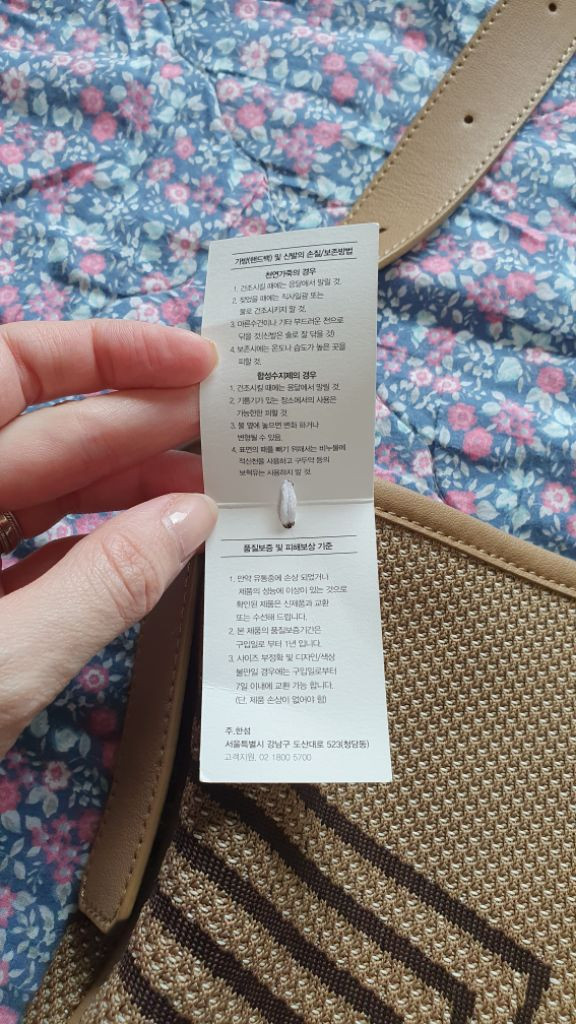 가방(핸드백) 및 신발의 손질/보존방법
천연가죽의 경우
1. 건조시킬 때에는 응달에서 말릴 것.
2. 젖었을 때에는 직사일광 또는
불로 건조시키지 말 것.
3. 마른수건이나 기타 부드러운 천으로
닦을 것(신발은 솔로 잘 닦을 것)
4. 보존시에는 온도나 습도가 높은 곳을
피할 것.
합성수지제의 경우
1. 건조시킬 때에는 응달에서 말릴 것.
2. 기름기가 있는 장소에서의 사용은
가능한한 피할 것.
3. 불 옆에 놓으면 변화 하거나
변형될 수 있음.
4. 표면의 때를 빼기 위해서는 비눗물에
적신천을 사용하고 구두약 등의
보혁유는 사용하지 말 것.
품질보증 및 피해보상 기준
1. 만약 유통중에 손상 되었거나
제품의 성능에 이상이 있는 것으로
확인된 제품은 신제품과 교환
또는 수선해 드립니다.
2. 본 제품의 품질보증기간은
구입일로 부터 1년 입니다.
3. 사이즈 부정확 및 디자인/색상
불만일 경우에는 구입일로부터
7일 이내에 교환 가능 합니다.
(단, 제품 손상이 없어야 함)
주.한섬
서울특별시 강남구 도산대로 523(청담동)
고객지원. 02 1800 5700